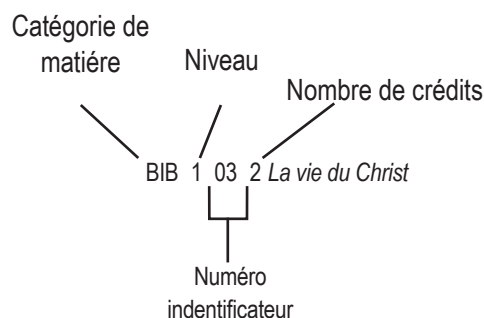 Catégorie de
matiére
Niveau
Nombre de crédits
BIB 1 03 2 La vie du Christ
Numéro
indentificateur